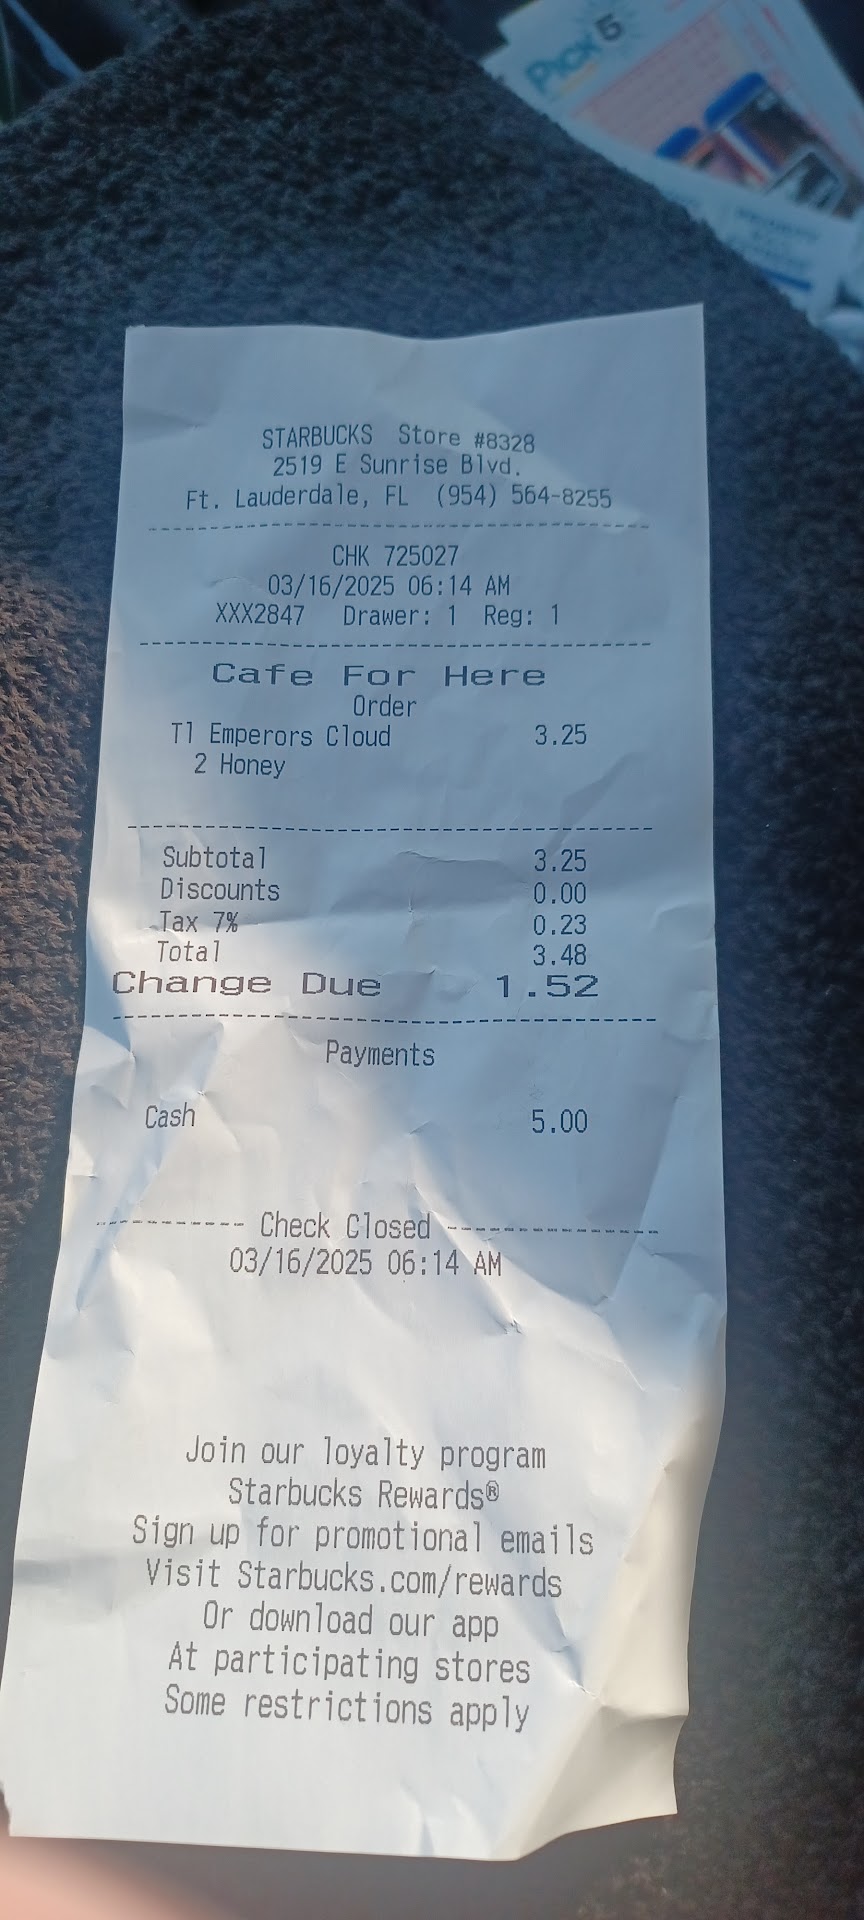 Pick 5
STARBUCKS Store #8328
2519 E Sunrise Blvd.
Ft. Lauderdale, FL (954) 564-8255
CHK 725027
03/16/2025 06:14 AM
XXX2847 Drawer: 1 Reg: 1
Cafe For Here
Order
Tl Emperors Cloud 3.25
2 Honey
Subtotal 3.25
Discounts 0.00
Tax 7% 0.23
Total 3.48
Change Due 1.52
Payments
Cash 5.00
Check Closed
03/16/2025 06:14 AM
Join our loyalty program
Starbucks Rewards®
Sign up for promotional emails
Visit Starbucks.com/rewards
Or download our app
At participating stores
Some restrictions apply